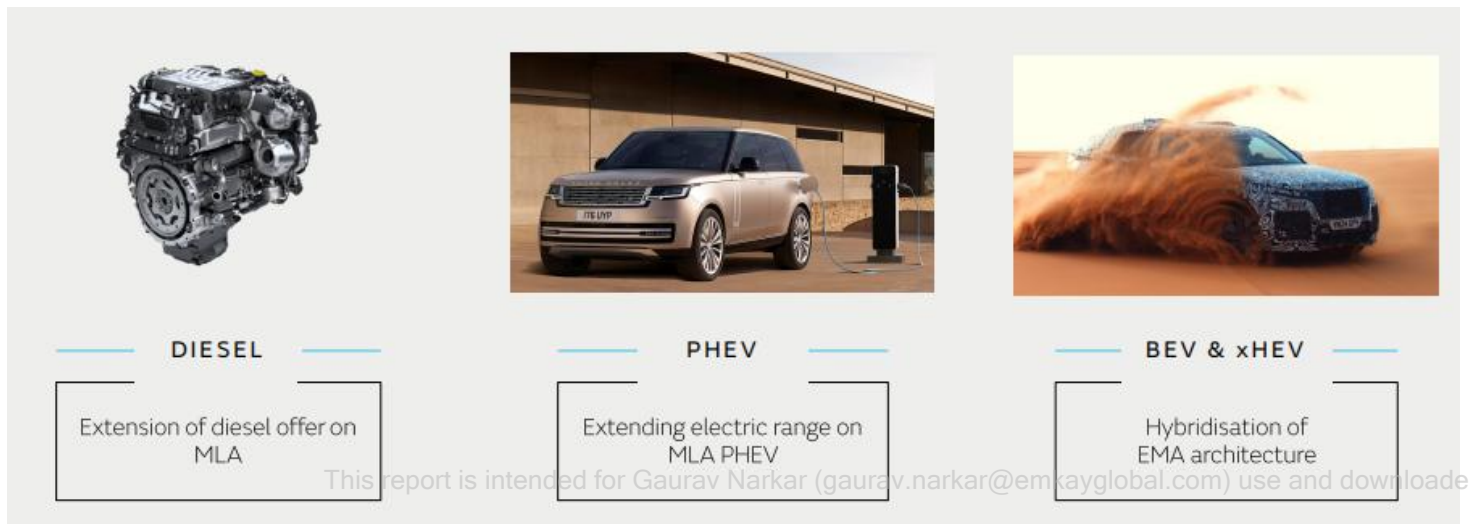 DIESEL
Extension of diesel offer on
MLA
PHEV
Extending electric range on
MLA PHEV
BEV & xHEV
Hybridisation of
EMA architecture
This report is intended for Gaurav Narkar (gaurav.narkar@emkayglobal.com) use and downloade